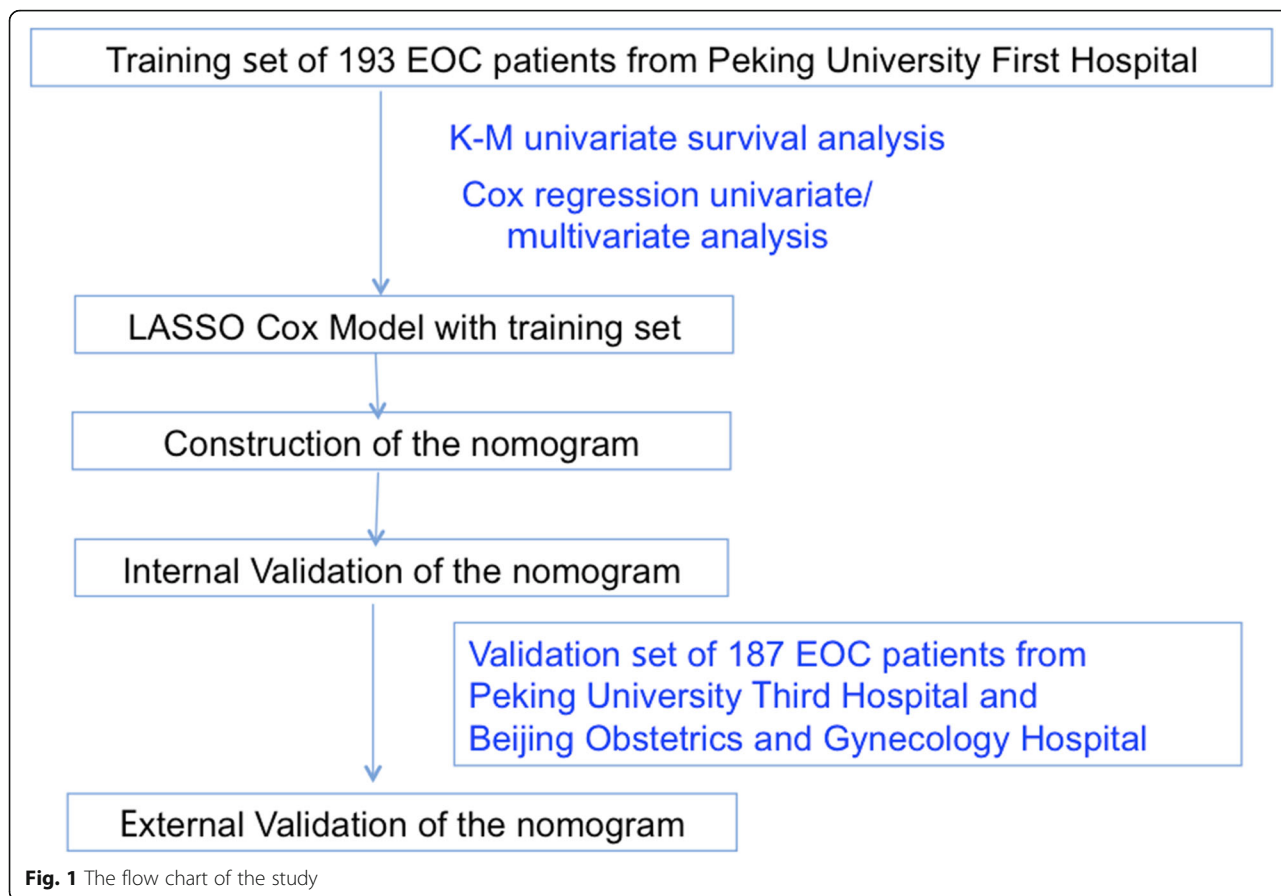 Training set of 193 EOC patients from Peking University First Hospital
K-M univariate survival analysis
Cox regression univariate/
multivariate analysis
LASSO Cox Model with training set
Construction of the nomogram
Internal Validation of the nomogram
Validation set of 187 EOC patients from
Peking University Third Hospital and
Beijing Obstetrics and Gynecology Hospital
External Validation of the nomogram
Fig. 1 The flow chart of the study